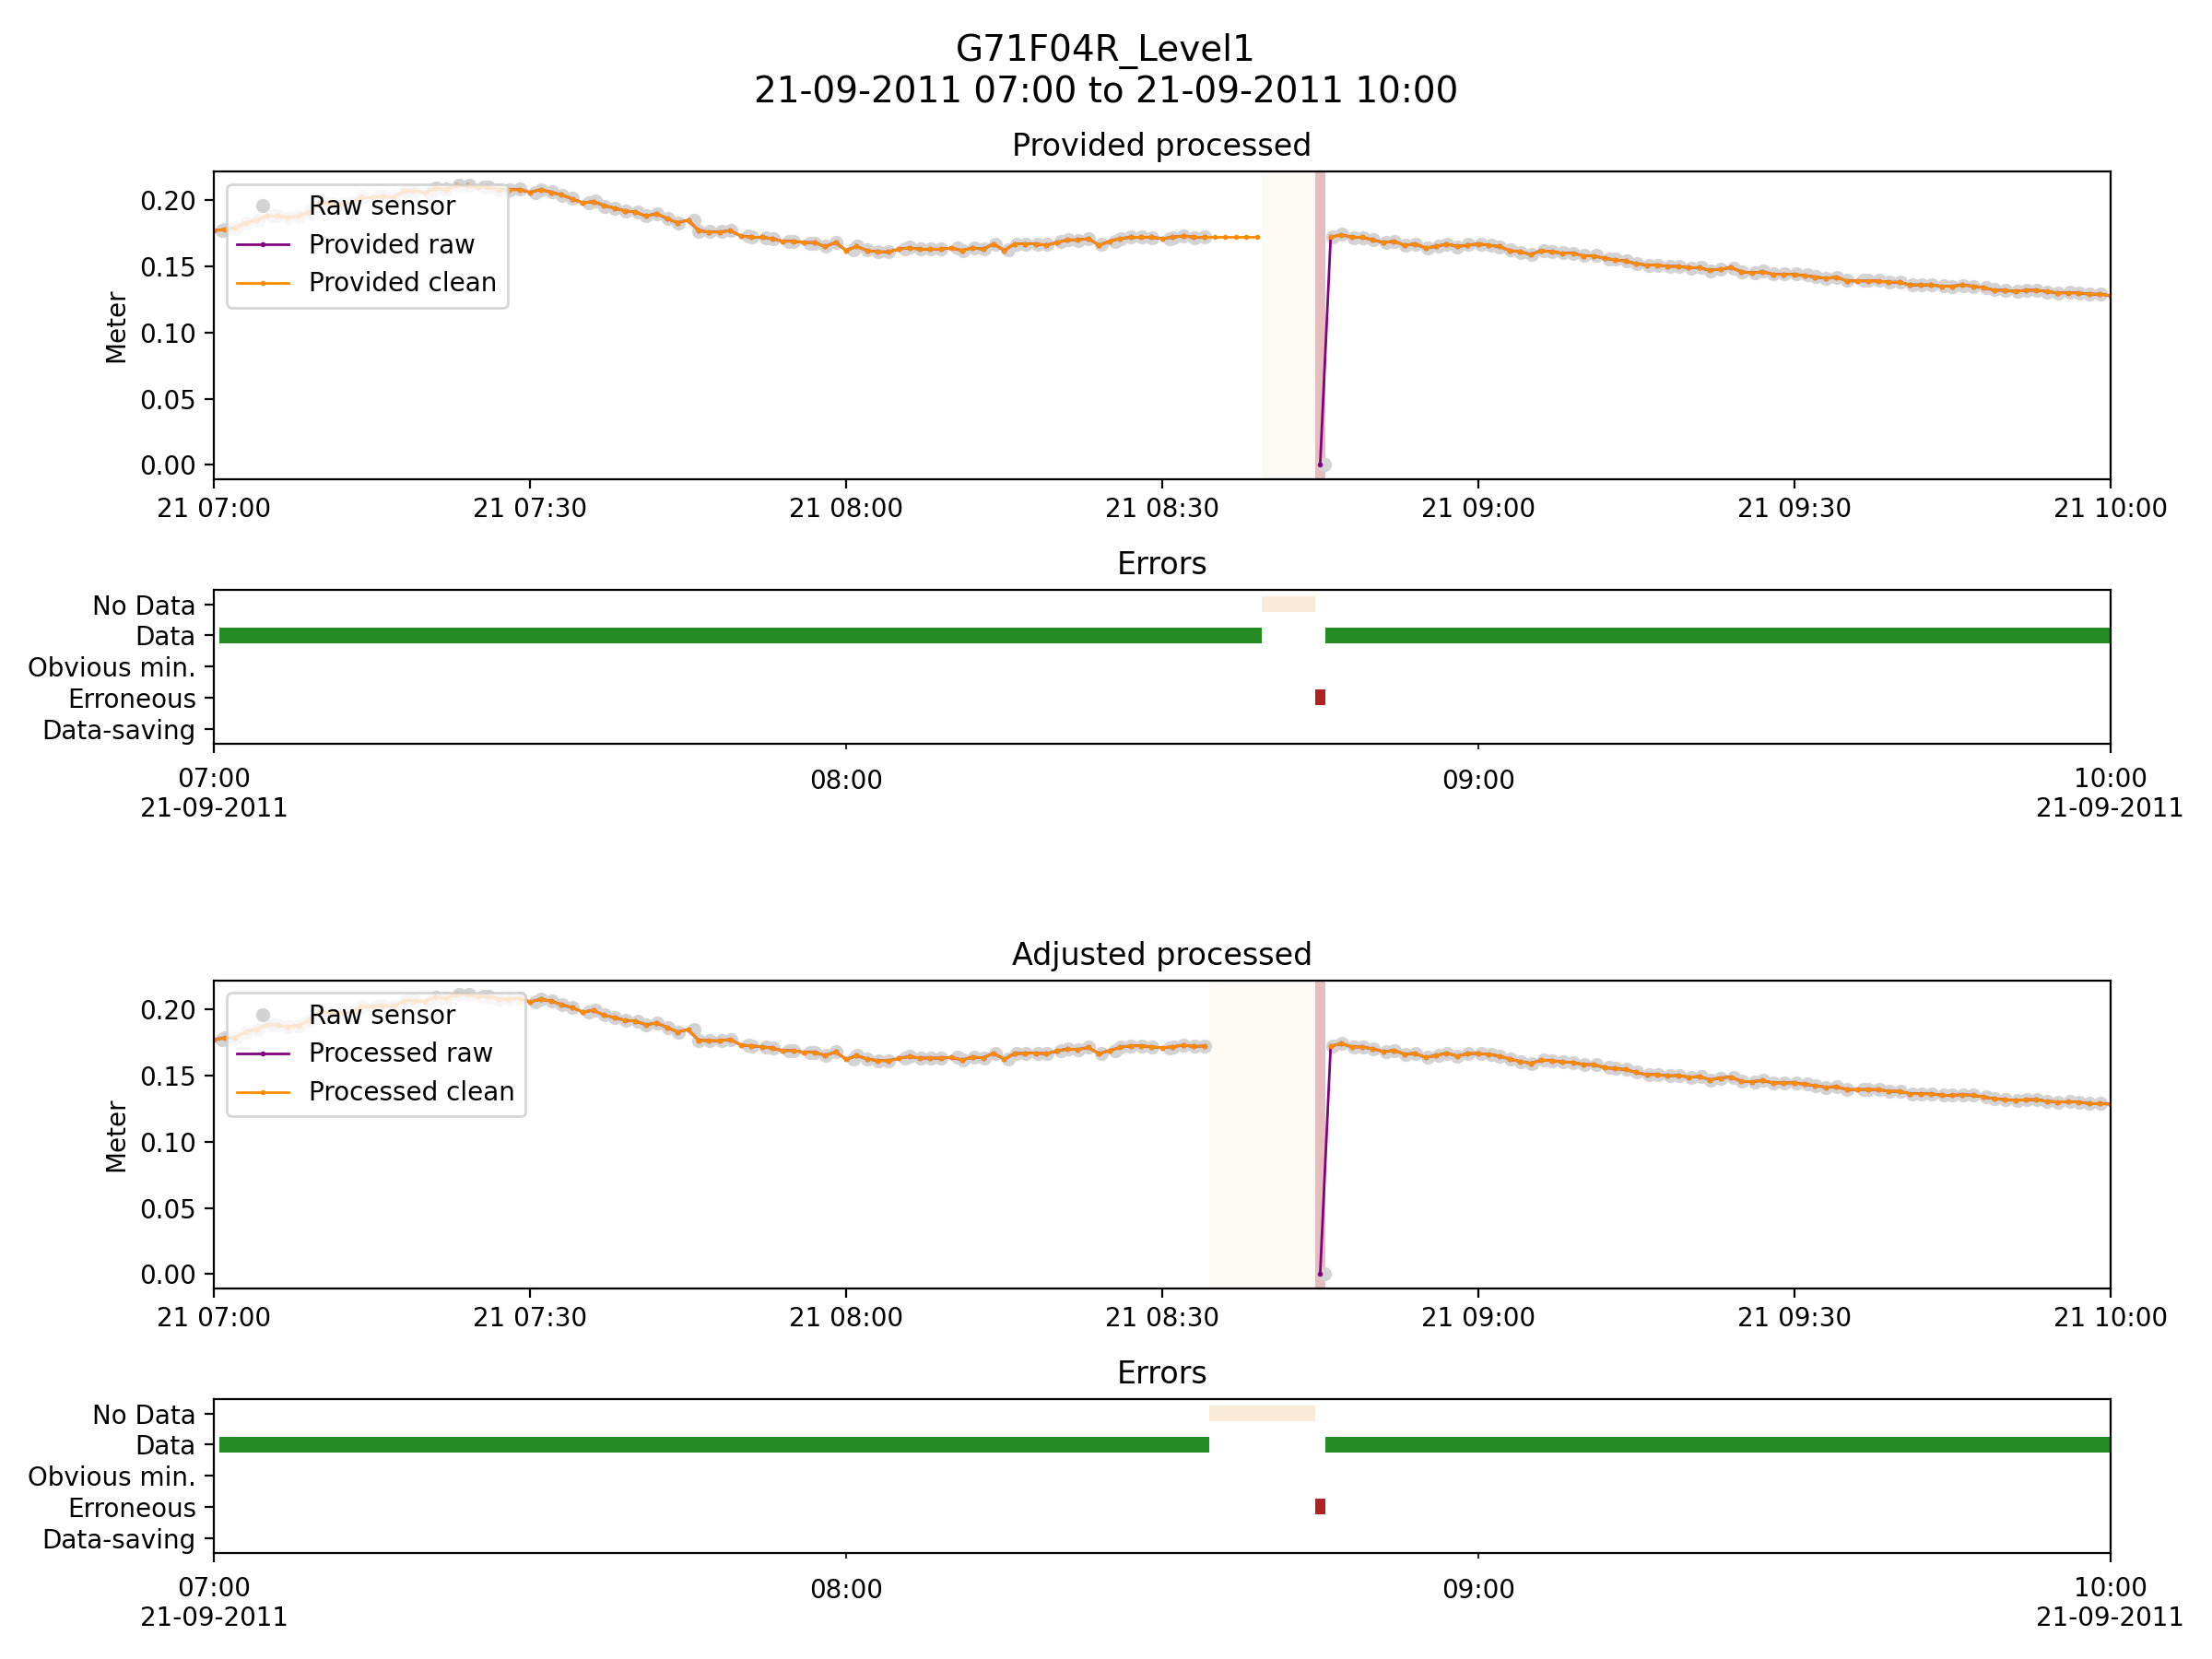 G71F04R_Level1
21-09-2011 07:00 to 21-09-2011 10:00
Provided processed
Raw sensor
Provided raw
Provided clean
Meter
0.20
0.15
0.10
0.05
0.00
21 07:00 21 07:30 21 08:00 21 08:30 21 09:00 21 09:30 21 10:00
Errors
No Data
Data
Obvious min.
Erroneous
Data-saving
07:00 08:00 09:00 10:00
21-09-2011 21-09-2011
Adjusted processed
Raw sensor
Processed raw
Processed clean
Meter
0.20
0.15
0.10
0.05
0.00
21 07:00 21 07:30 21 08:00 21 08:30 21 09:00 21 09:30 21 10:00
Errors
No Data
Data
Obvious min.
Erroneous
Data-saving
07:00 08:00 09:00 10:00
21-09-2011 21-09-2011